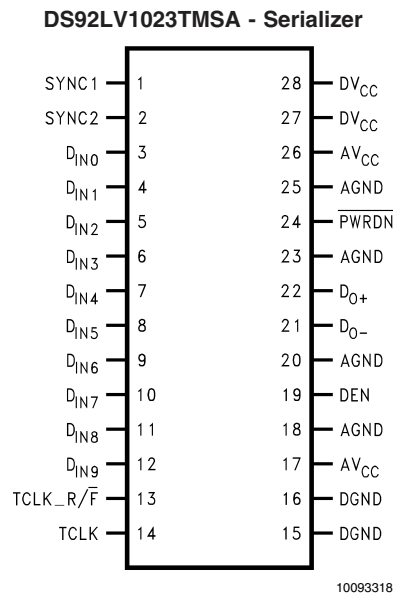 DS92LV1023TMSA - Serializer
SYNC1 1 28 DVCC
SYNC2 2 27 DVCC
DIN0 3 26 AVCC
DIN1 4 25 AGND
DIN2 5 24 P̅W̅R̅D̅N̅
DIN3 6 23 AGND
DIN4 7 22 DO+
DIN5 8 21 DO−
DIN6 9 20 AGND
DIN7 10 19 DEN
DIN8 11 18 AGND
DIN9 12 17 AVCC
TCLK_R/F̅ 13 16 DGND
TCLK 14 15 DGND
10093318